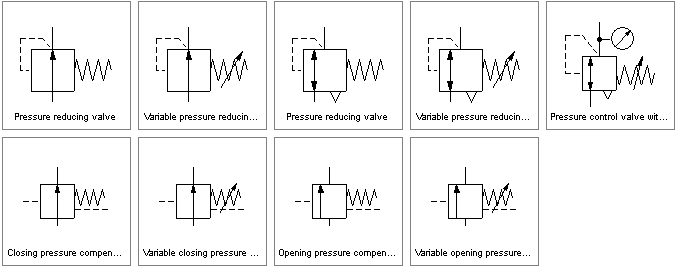 Pressure reducing valve
Variable pressure reducin...
Pressure reducing valve
Variable pressure reducin...
Pressure control valve wit...
Closing pressure compen...
Variable closing pressure ...
Opening pressure compen...
Variable opening pressure...